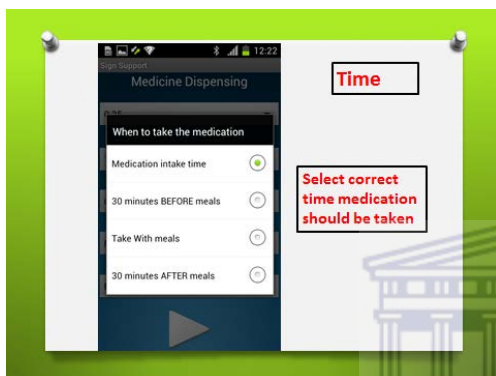 12:22
Sign Support
Medicine Dispensing
When to take the medication
Medication intake time
30 minutes BEFORE meals
Take With meals
30 minutes AFTER meals
Time
Select correct
time medication
should be taken